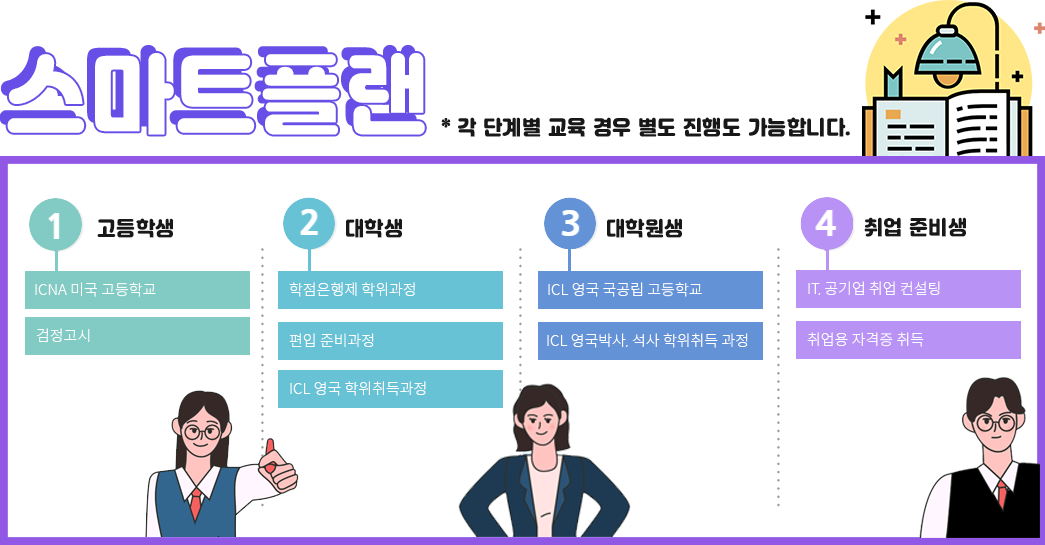 스마트플랜
* 각 단계별 교육 경우 별도 진행도 가능합니다.
1 고등학생
ICNA 미국 고등학교
검정고시
2 대학생
학점은행제 학위과정
편입 준비과정
ICL 영국 학위취득과정
3 대학원생
ICL 영국 국공립 고등학교
ICL 영국박사, 석사 학위취득 과정
4 취업 준비생
IT, 공기업 취업 컨설팅
취업용 자격증 취득